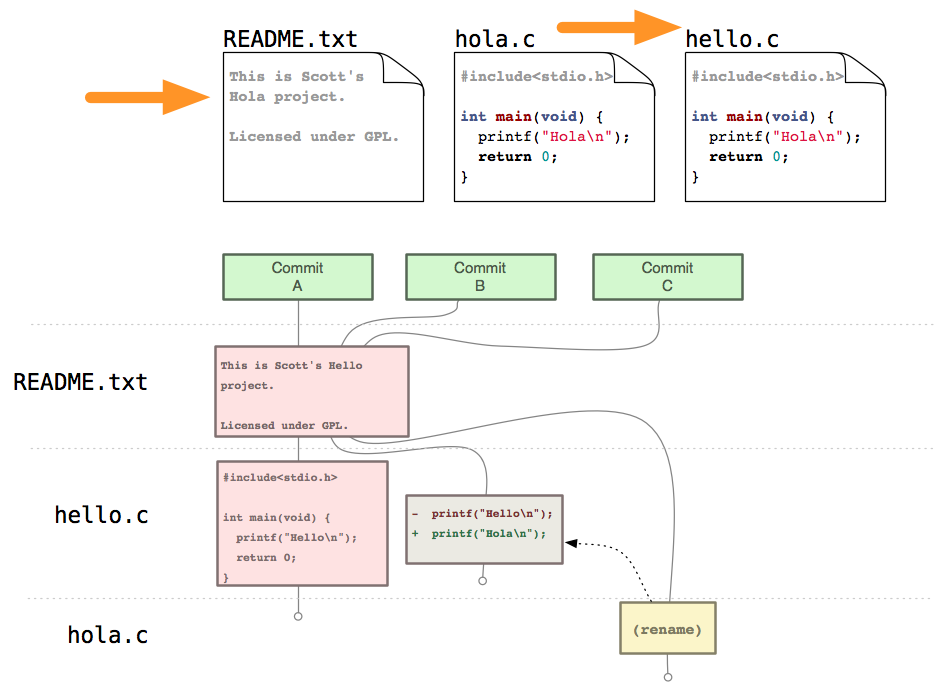 README.txt
This is Scott's
Hola project.
Licensed under GPL.
hola.c
#include<stdio.h>
int main(void) {
printf("Hola\n");
return 0;
}
hello.c
#include<stdio.h>
int main(void) {
printf("Hola\n");
return 0;
}
Commit
A
Commit
B
Commit
C
README.txt
This is Scott's Hello
project.
Licensed under GPL.
hello.c
#include<stdio.h>
int main(void) {
printf("Hello\n");
return 0;
}
- printf("Hello\n");
+ printf("Hola\n");
hola.c
(rename)